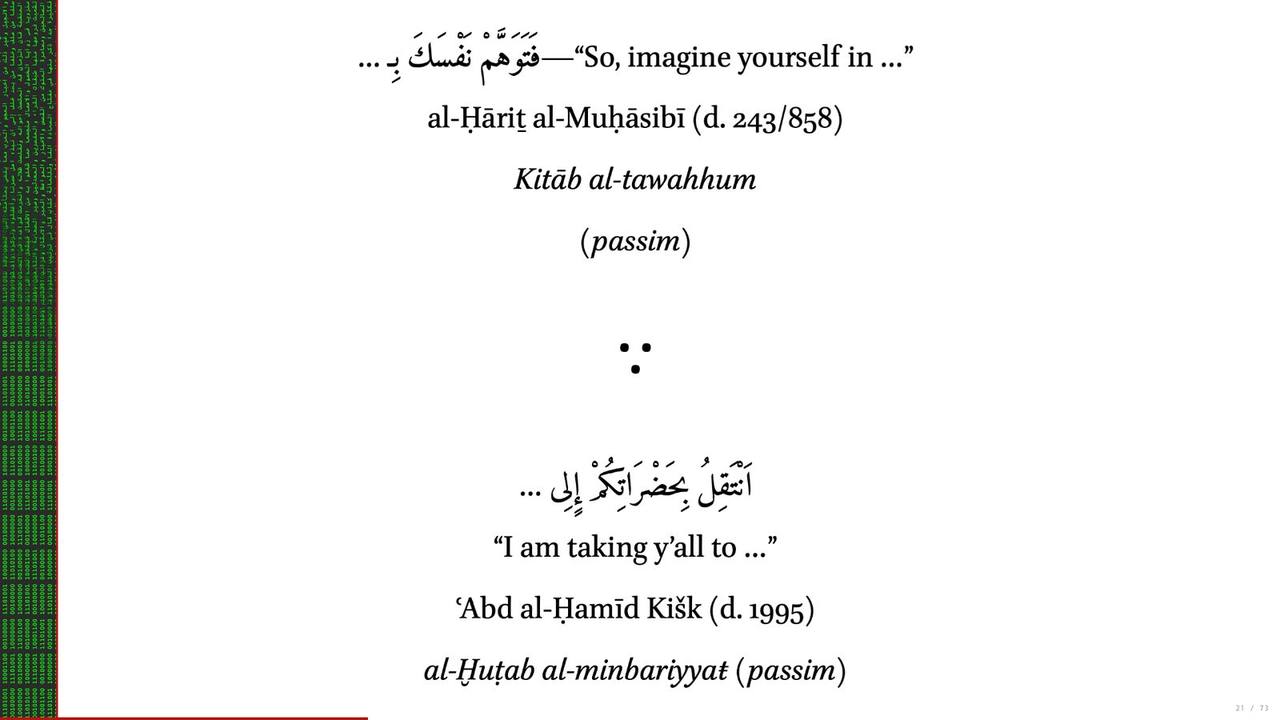 فَتَوَهَّمْ نَفْسَكَ بِـ ...—“So, imagine yourself in ...”
al-Ḥāriṯ al-Muḥāsibī (d. 243/858)
Kitāb al-tawahhum
(passim)
اَنْتَقِلُ بِحَضْرَاتِكُمْ إِلِى ...
“I am taking y’all to ...”
ʿAbd al-Ḥamīd Kišk (d. 1995)
al-Ḫuṭab al-minbariyyaŧ (passim)
21 / 73